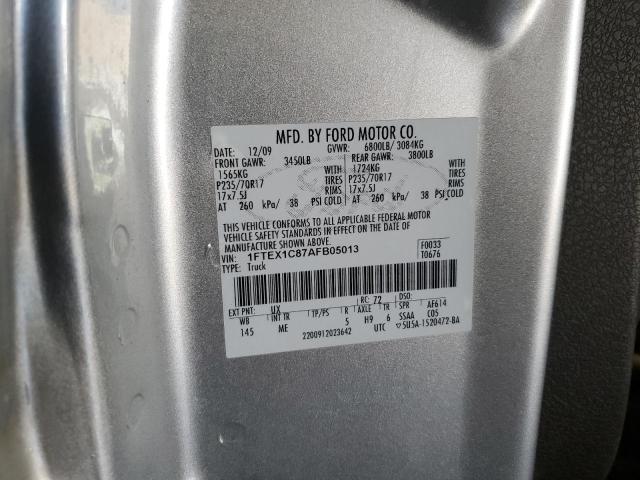 MFD. BY FORD MOTOR CO.
DATE: 12/09 GVWR: 6800LB/ 3084KG
FRONT GAWR: 3450LB REAR GAWR: 3800LB
1565KG 1724KG
P235/70R17 TIRES P235/70R17 TIRES
17x7.5J RIMS 17x7.5J RIMS
AT 260 kPa/ 38 PSI COLD AT 260 kPa/ 38 PSI COLD
THIS VEHICLE CONFORMS TO ALL APPLICABLE FEDERAL MOTOR
VEHICLE SAFETY STANDARDS IN EFFECT ON THE DATE OF
MANUFACTURE SHOWN ABOVE.
VIN: 1FTEX1C87AFB05013 F0033
TYPE: Truck T0676
EXT PNT: UX RC: 72 DSO:
WB INT TR TP/PS R AXLE TR SPR AF614
145 ME 5 H9 6 SSAA C05
2200912023642 UTC ▽5U5A-1520472-BA